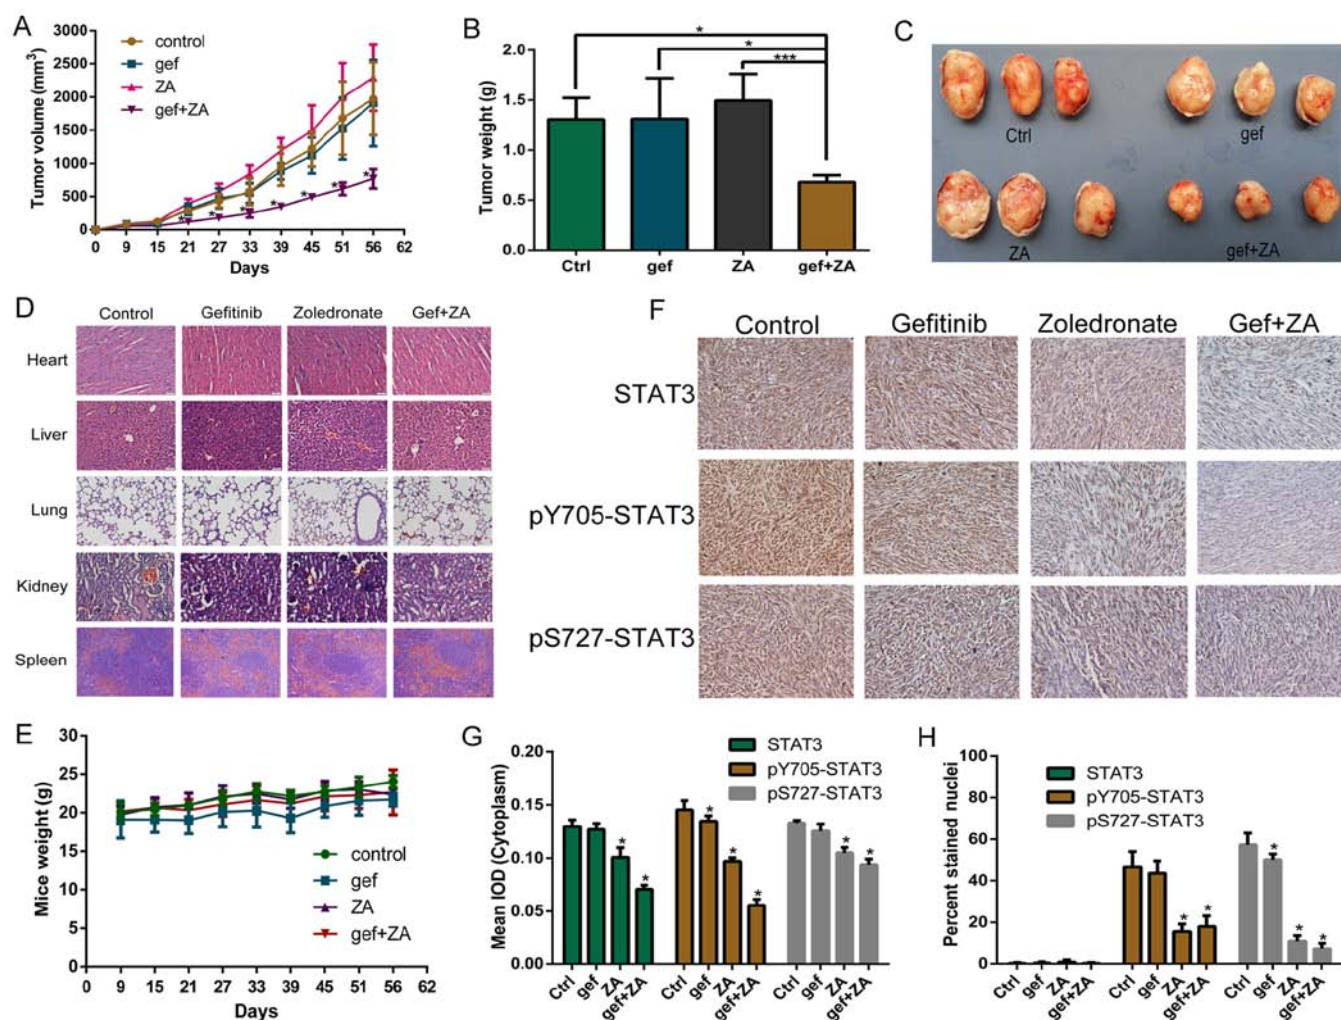 A
Tumor volume (mm³)
3000
2500
2000
1500
1000
500
0
control
gef
ZA
gef+ZA
* * * * * * *
0 9 15 21 27 33 39 45 51 56 62
Days
B
Tumor weight (g)
2.0
1.5
1.0
0.5
0.0
*
*
***
Ctrl gef ZA gef+ZA
C
Ctrl gef
ZA gef+ZA
D
Control Gefitinib Zoledronate Gef+ZA
Heart
Liver
Lung
Kidney
Spleen
E
Mice weight (g)
30
25
20
15
10
5
0
control
gef
ZA
gef+ZA
0 9 15 21 27 33 39 45 51 56 62
Days
F
Control Gefitinib Zoledronate Gef+ZA
STAT3
pY705-STAT3
pS727-STAT3
G
Mean IOD (Cytoplasm)
0.20
0.15
0.10
0.05
0.00
STAT3
pY705-STAT3
pS727-STAT3
* * * * * * *
Ctrl gef ZA gef+ZA Ctrl gef ZA gef+ZA Ctrl gef ZA gef+ZA
H
Percent stained nuclei
100
80
60
40
20
0
STAT3
pY705-STAT3
pS727-STAT3
* * * * *
Ctrl gef ZA gef+ZA Ctrl gef ZA gef+ZA Ctrl gef ZA gef+ZA